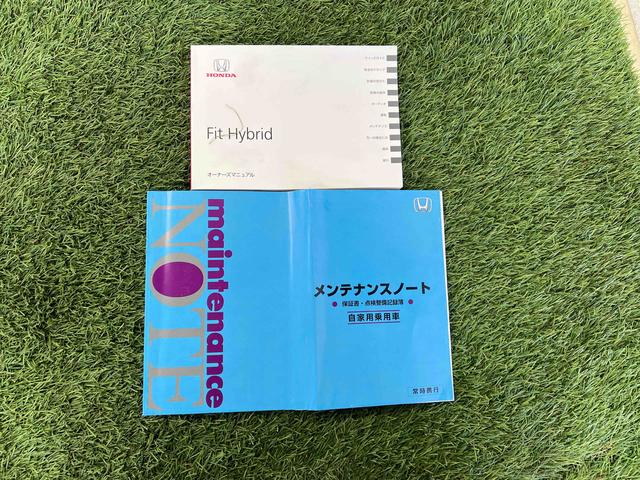 HONDA
Fit Hybrid
オーナーズマニュアル
maintenance
NOTE
メンテナンスノート
保証書・点検整備記録簿
自家用乗用車
常時携行